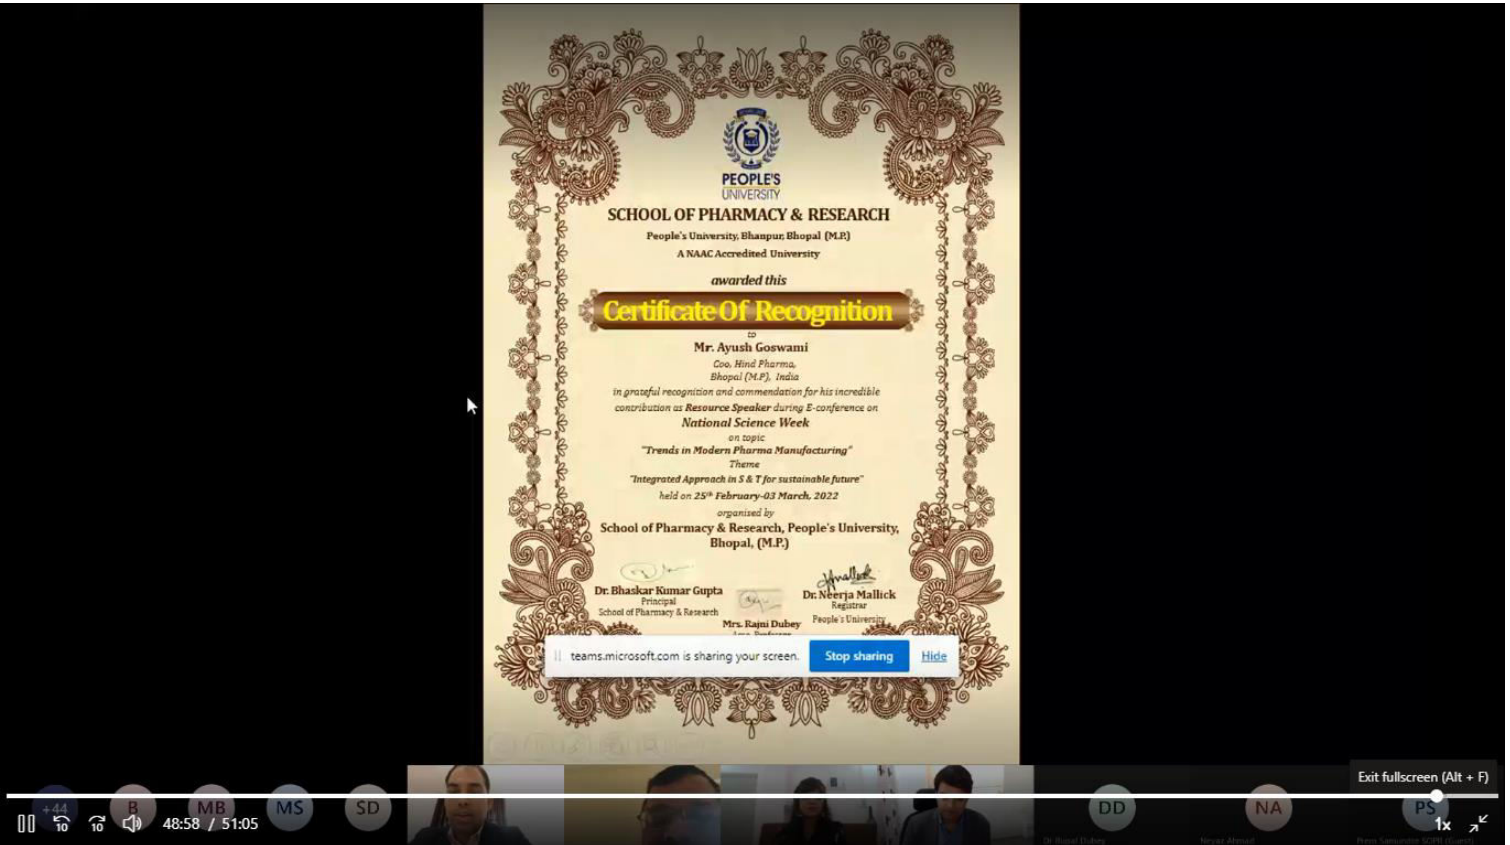 PEOPLE'S
UNIVERSITY
SCHOOL OF PHARMACY & RESEARCH
People's University, Bhanpur, Bhopal (M.P.)
A NAAC Accredited University
awarded this
Certificate Of Recognition
to
Mr. Ayush Goswami
Coo, Hind Pharma,
Bhopal (M.P), India
in grateful recognition and commendation for his incredible
contribution as Resource Speaker during E-conference on
National Science Week
on topic
"Trends in Modern Pharma Manufacturing"
Theme
"Integrated Approach in S & T for sustainable future"
held on 25th February-03 March, 2022
organised by
School of Pharmacy & Research, People's University,
Bhopal, (M.P.)
Dr. Bhaskar Kumar Gupta
Principal
School of Pharmacy & Research
Mrs. Rajni Dubey
Dr. Neerja Mallick
Registrar
People's University
teams.microsoft.com is sharing your screen.
Stop sharing
Hide
Exit fullscreen (Alt + F)
+44
B
MB
MS
SD
DD
NA
PS
10
10
48:58 / 51:05
1x